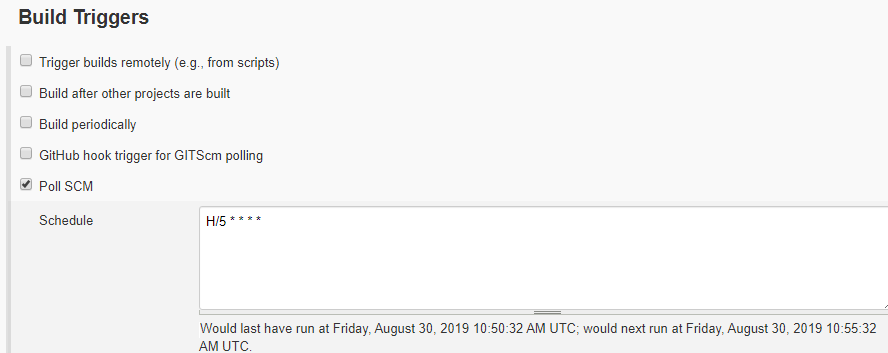 Build Triggers
Trigger builds remotely (e.g., from scripts)
Build after other projects are built
Build periodically
GitHub hook trigger for GITScm polling
Poll SCM
Schedule
H/5 * * * *
Would last have run at Friday, August 30, 2019 10:50:32 AM UTC; would next run at Friday, August 30, 2019 10:55:32
AM UTC.